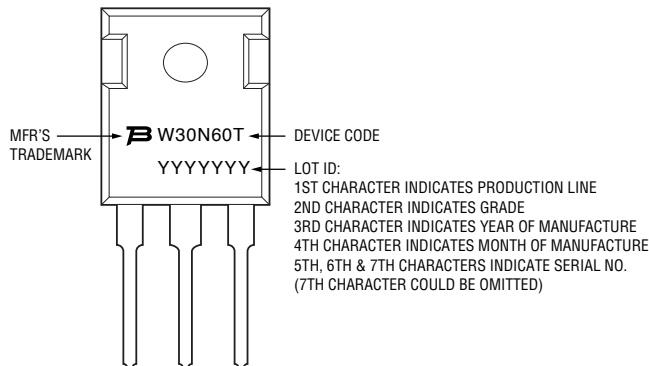 MFR'S
TRADEMARK
W30N60T
DEVICE CODE
YYYYYYY
LOT ID:
1ST CHARACTER INDICATES PRODUCTION LINE
2ND CHARACTER INDICATES GRADE
3RD CHARACTER INDICATES YEAR OF MANUFACTURE
4TH CHARACTER INDICATES MONTH OF MANUFACTURE
5TH, 6TH & 7TH CHARACTERS INDICATE SERIAL NO.
(7TH CHARACTER COULD BE OMITTED)